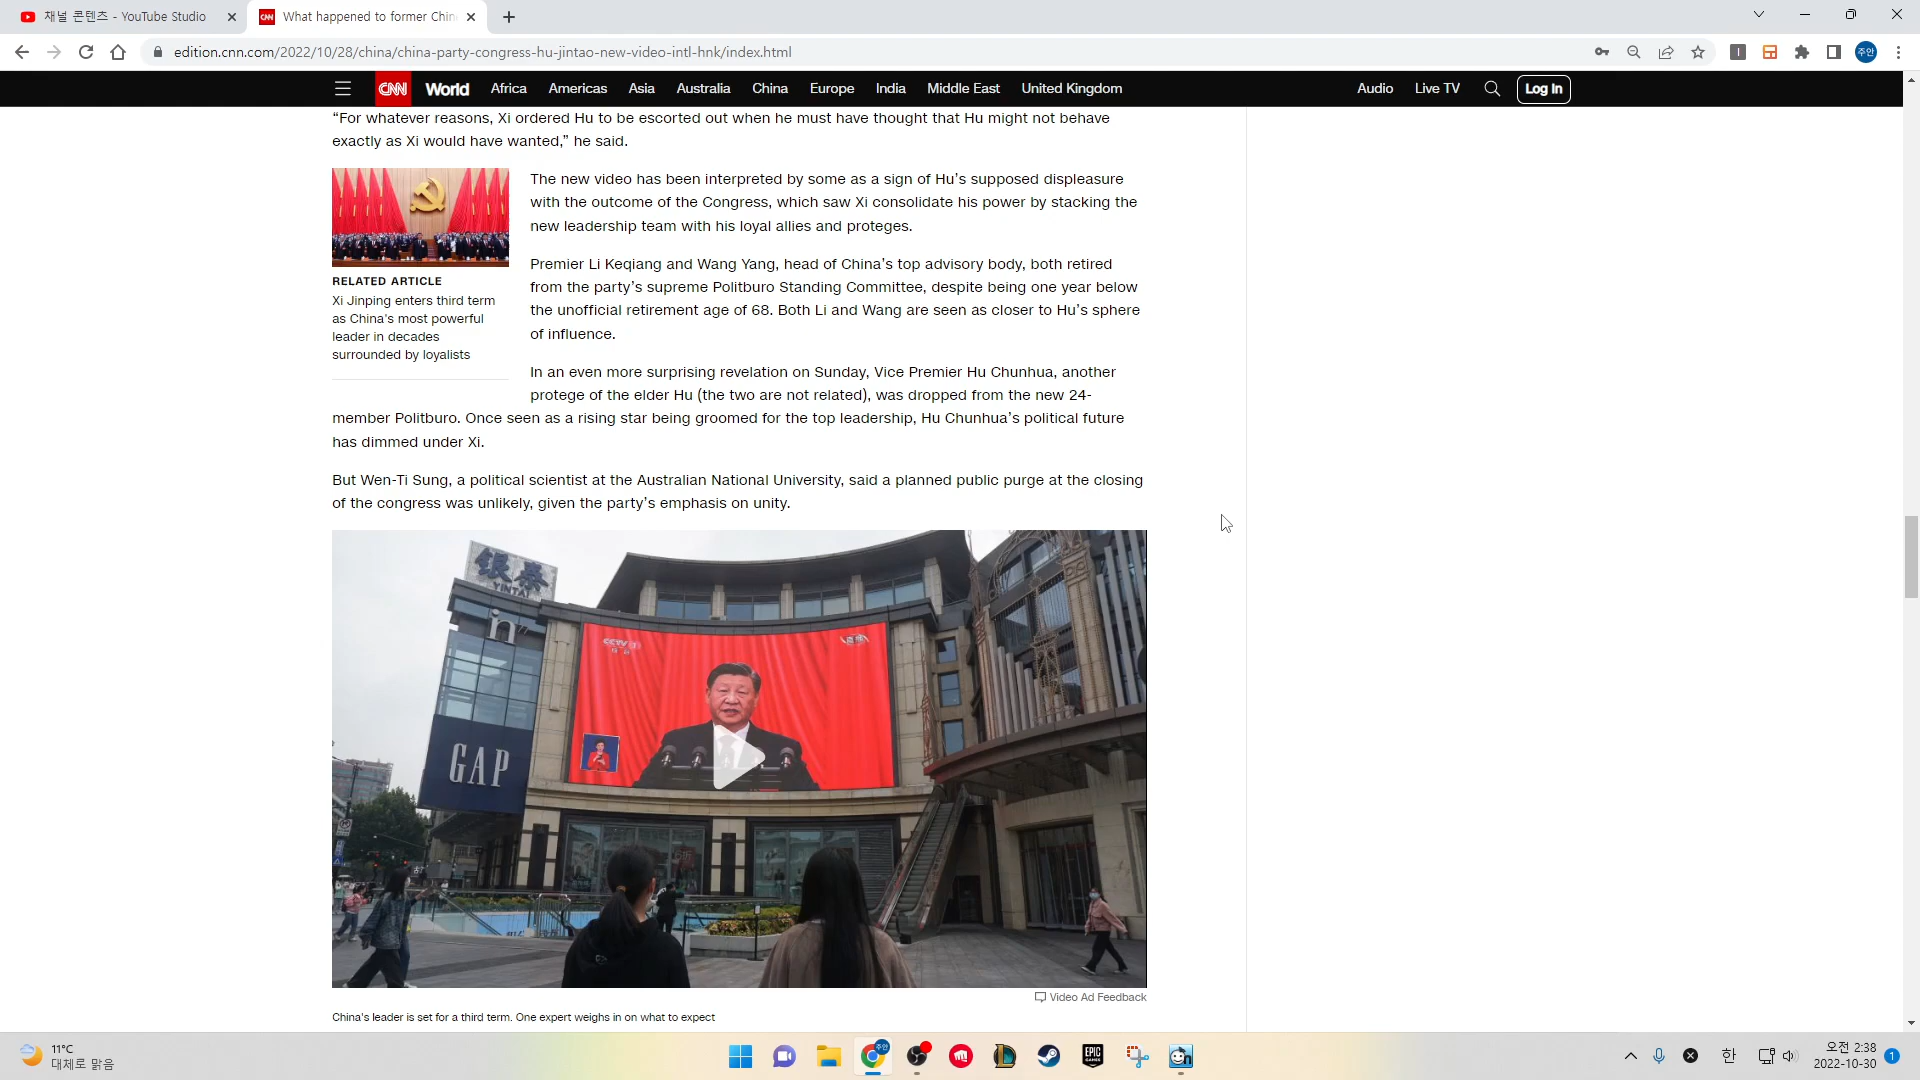 채널 콘텐츠 - YouTube Studio
What happened to former Chin
edition.cnn.com/2022/10/28/china/china-party-congress-hu-jintao-new-video-intl-hnk/index.html
주안
CNN World Africa Americas Asia Australia China Europe India Middle East United Kingdom Audio Live TV Log In
“For whatever reasons, Xi ordered Hu to be escorted out when he must have thought that Hu might not behave
exactly as Xi would have wanted,” he said.
The new video has been interpreted by some as a sign of Hu’s supposed displeasure
with the outcome of the Congress, which saw Xi consolidate his power by stacking the
new leadership team with his loyal allies and proteges.
RELATED ARTICLE
Xi Jinping enters third term
as China's most powerful
leader in decades
surrounded by loyalists
Premier Li Keqiang and Wang Yang, head of China’s top advisory body, both retired
from the party’s supreme Politburo Standing Committee, despite being one year below
the unofficial retirement age of 68. Both Li and Wang are seen as closer to Hu’s sphere
of influence.
In an even more surprising revelation on Sunday, Vice Premier Hu Chunhua, another
protege of the elder Hu (the two are not related), was dropped from the new 24-
member Politburo. Once seen as a rising star being groomed for the top leadership, Hu Chunhua’s political future
has dimmed under Xi.
But Wen-Ti Sung, a political scientist at the Australian National University, said a planned public purge at the closing
of the congress was unlikely, given the party’s emphasis on unity.
银泰
YINTAI
in
CCTV
GAP
Video Ad Feedback
China's leader is set for a third term. One expert weighs in on what to expect
11°C
대체로 맑음
주안
EPIC
GAMES
한
오전 2:38
2022-10-30
1